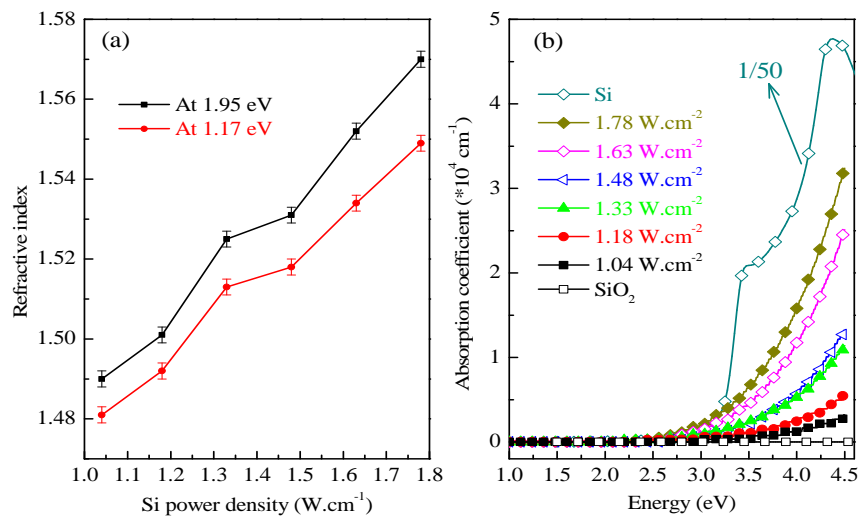 (a)
At 1.95 eV
At 1.17 eV
Refractive index
1.58
1.56
1.54
1.52
1.50
1.48
1.0 1.1 1.2 1.3 1.4 1.5 1.6 1.7 1.8
Si power density (W.cm⁻¹)
(b)
1/50
Si
1.78 W.cm⁻²
1.63 W.cm⁻²
1.48 W.cm⁻²
1.33 W.cm⁻²
1.18 W.cm⁻²
1.04 W.cm⁻²
SiO₂
Absorption coefficient (*10⁴ cm⁻¹)
5
4
3
2
1
0
1.0 1.5 2.0 2.5 3.0 3.5 4.0 4.5
Energy (eV)